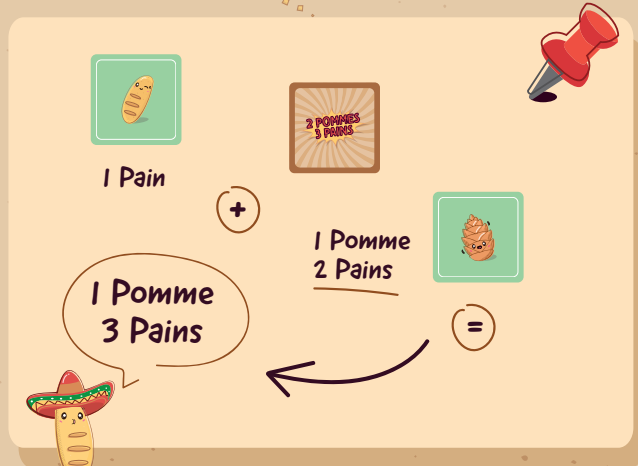 2 POMMES
3 PAINS
1 Pain
+
1 Pomme
2 Pains
=
1 Pomme
3 Pains